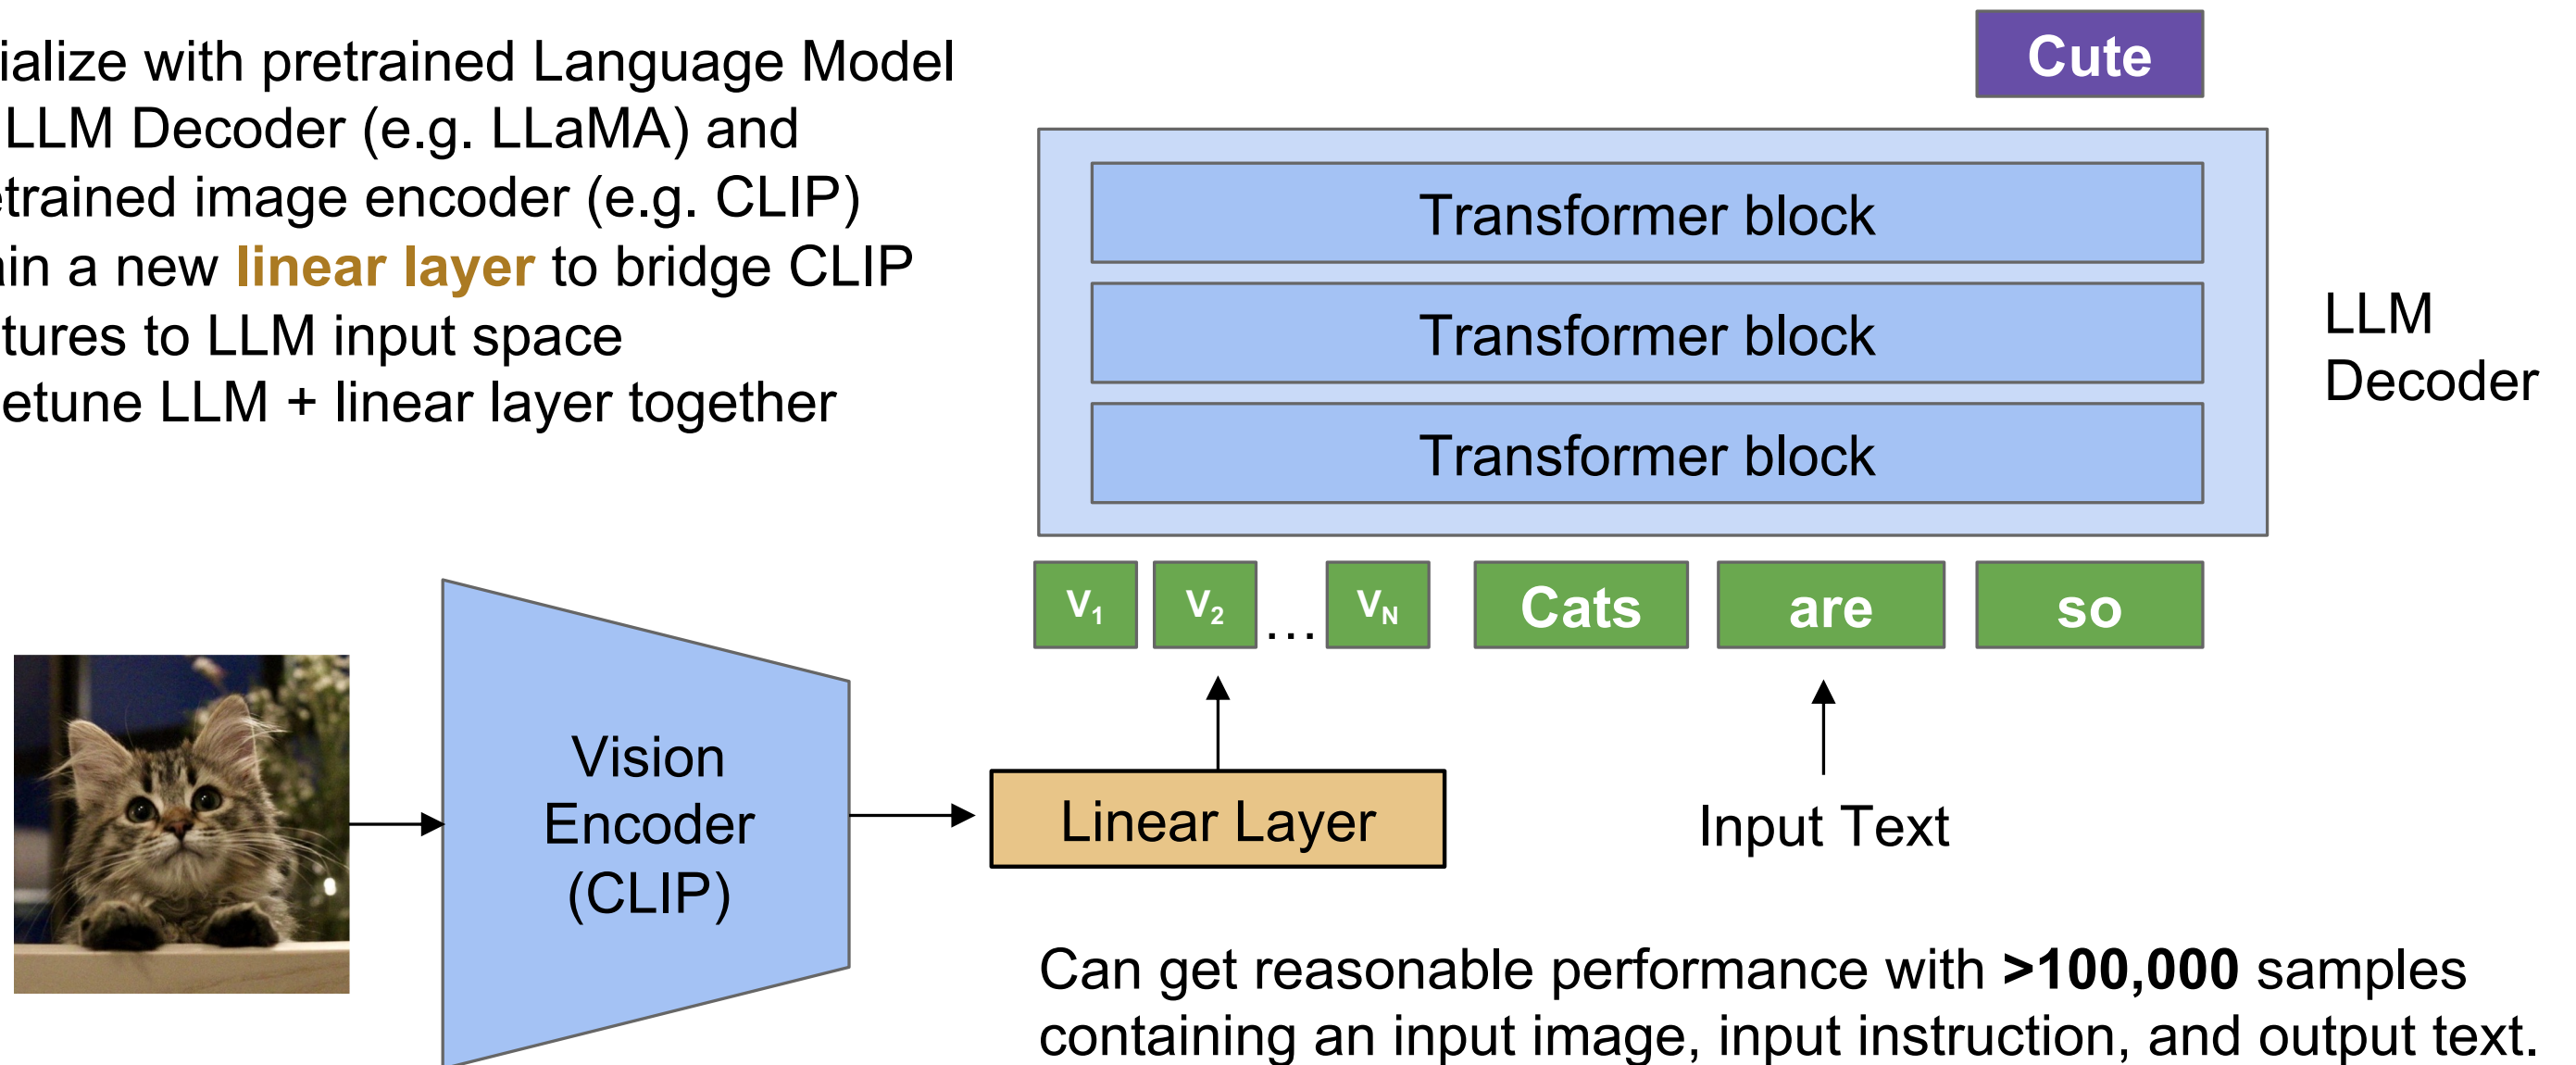 ialize with pretrained Language Model
LLM Decoder (e.g. LLaMA) and
etrained image encoder (e.g. CLIP)
ain a new linear layer to bridge CLIP
tures to LLM input space
etune LLM + linear layer together
Cute
Transformer block
Transformer block
Transformer block
LLM
Decoder
V₁ V₂ ... V_N Cats are so
Vision
Encoder
(CLIP)
Linear Layer
Input Text
Can get reasonable performance with >100,000 samples
containing an input image, input instruction, and output text.